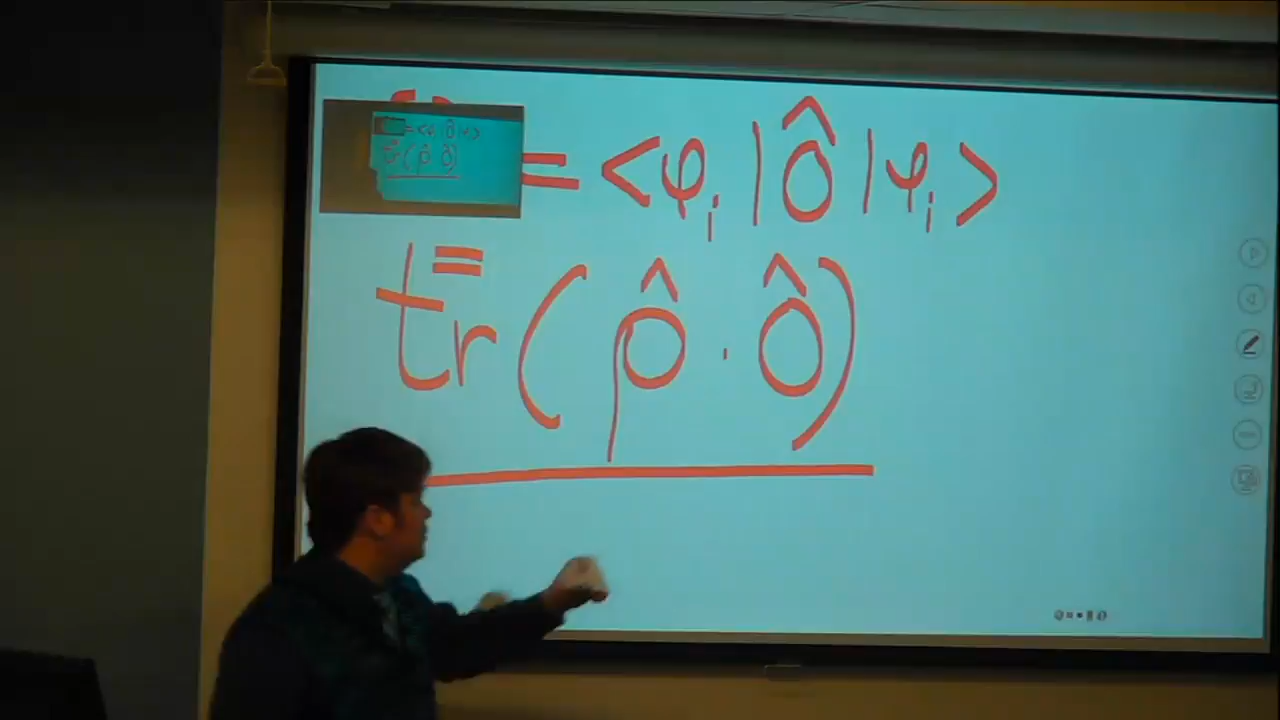 = <φᵢ | Ô | φᵢ>
=
tr ( ρ̂ · Ô )